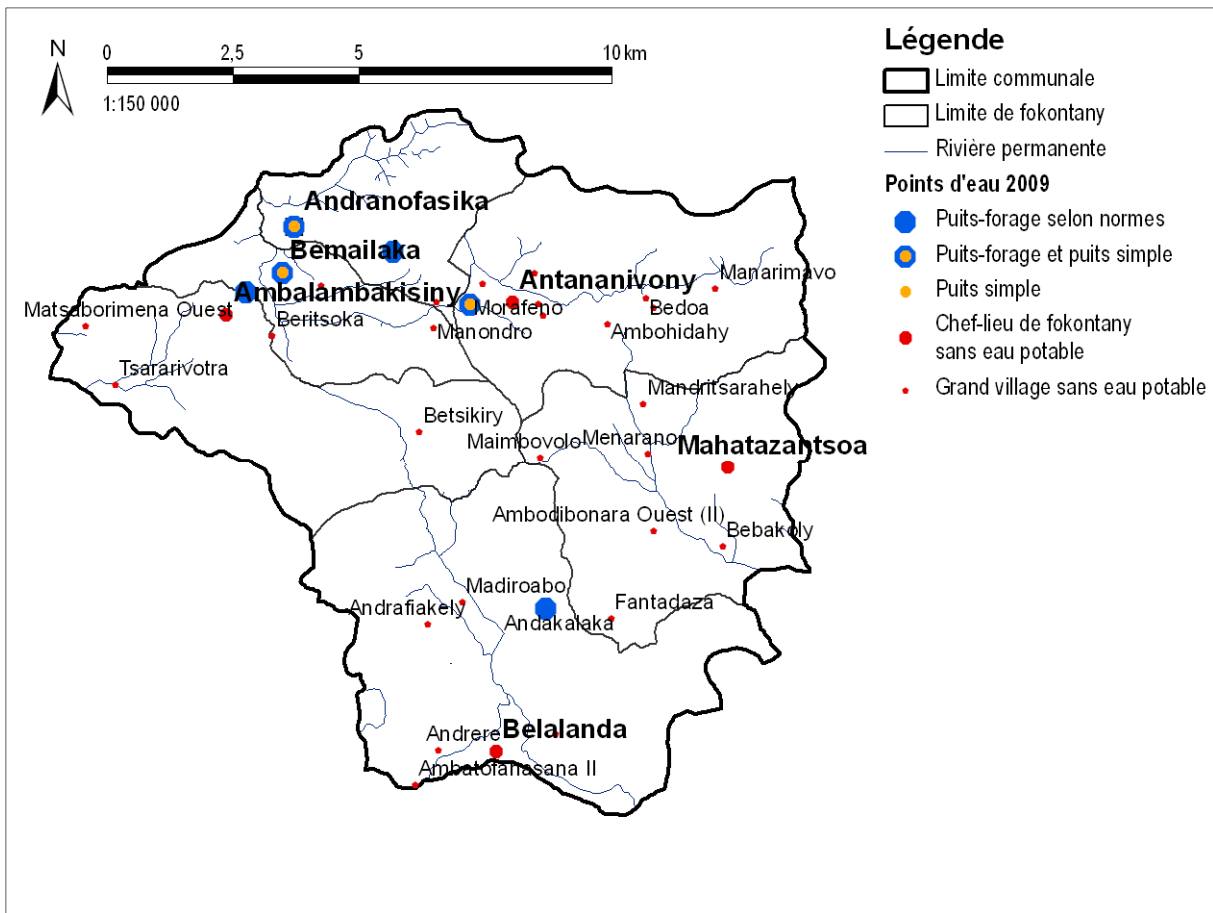 N
0 2,5 5 10 km
1:150 000
Légende
Limite communale
Limite de fokontany
Rivière permanente
Points d'eau 2009
Puits-forage selon normes
Puits-forage et puits simple
Puits simple
Chef-lieu de fokontany
sans eau potable
Grand village sans eau potable
Andranofasika
Bemailaka
Antananivony
Manarimavo
Ambalambakisiny
Matsaborimena Ouest
Beritsoka
Morafeno
Manondro
Bedoa
Ambohidahy
Tsararivotra
Mandritsarahely
Betsikiry
Maimbovolo
Menarano
Mahatazantsoa
Ambodibonara Ouest (II)
Bebakoly
Madiroabo
Andrafiakely
Andakalaka
Fantadaza
Andrere
Belalanda
Ambatofanasana II